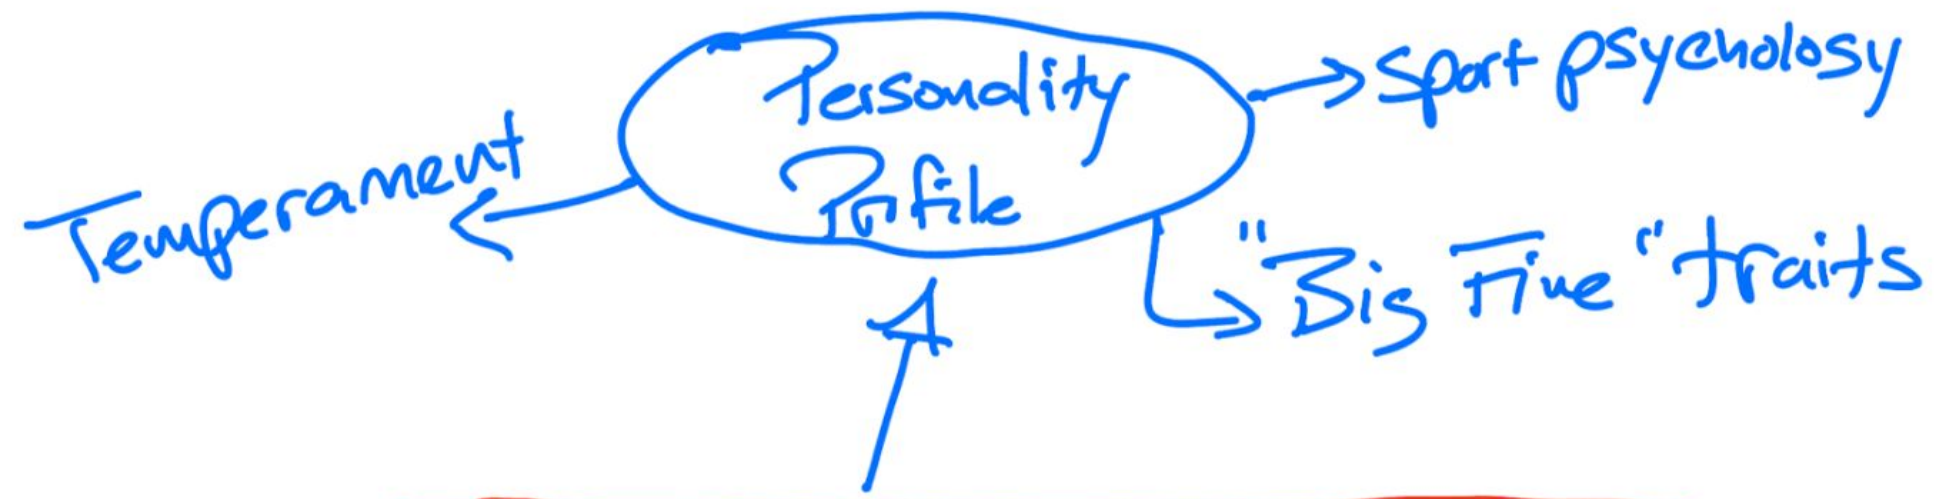 Personality
Profile
Sport psychology
Temperament
"Big Five" traits